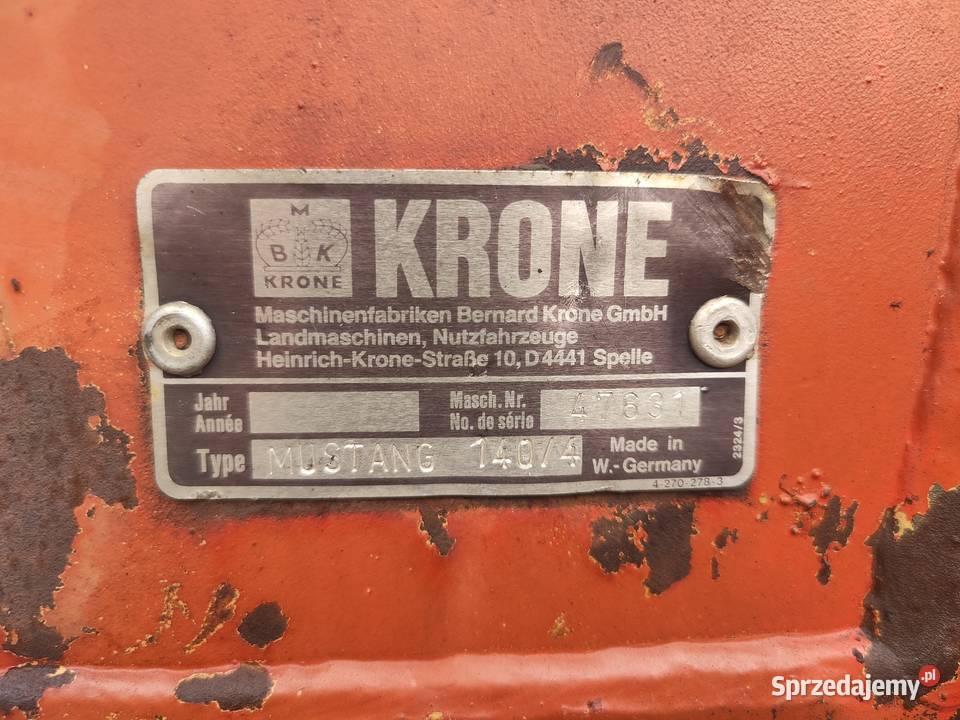 M
B K
KRONE
KRONE
Maschinenfabriken Bernard Krone GmbH
Landmaschinen, Nutzfahrzeuge
Heinrich-Krone-Straße 10, D 4441 Spelle
Jahr
Année
Masch. Nr.
No. de série
47631
Type MUSTANG 140/4
Made in
W.-Germany
2324/3
4-270-278-3
Sprzedajemy.pl